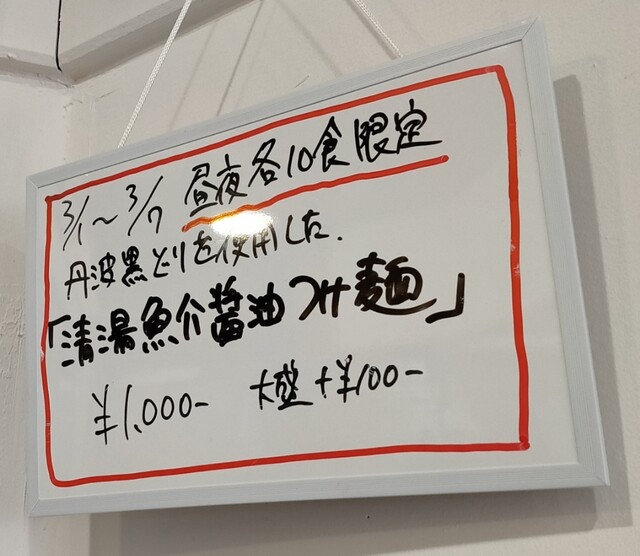 3/1～3/7 昼夜各10食限定
丹波黒どりを使用した.
「清湯魚介醤油つけ麺」
¥1,000- 大盛+¥100-